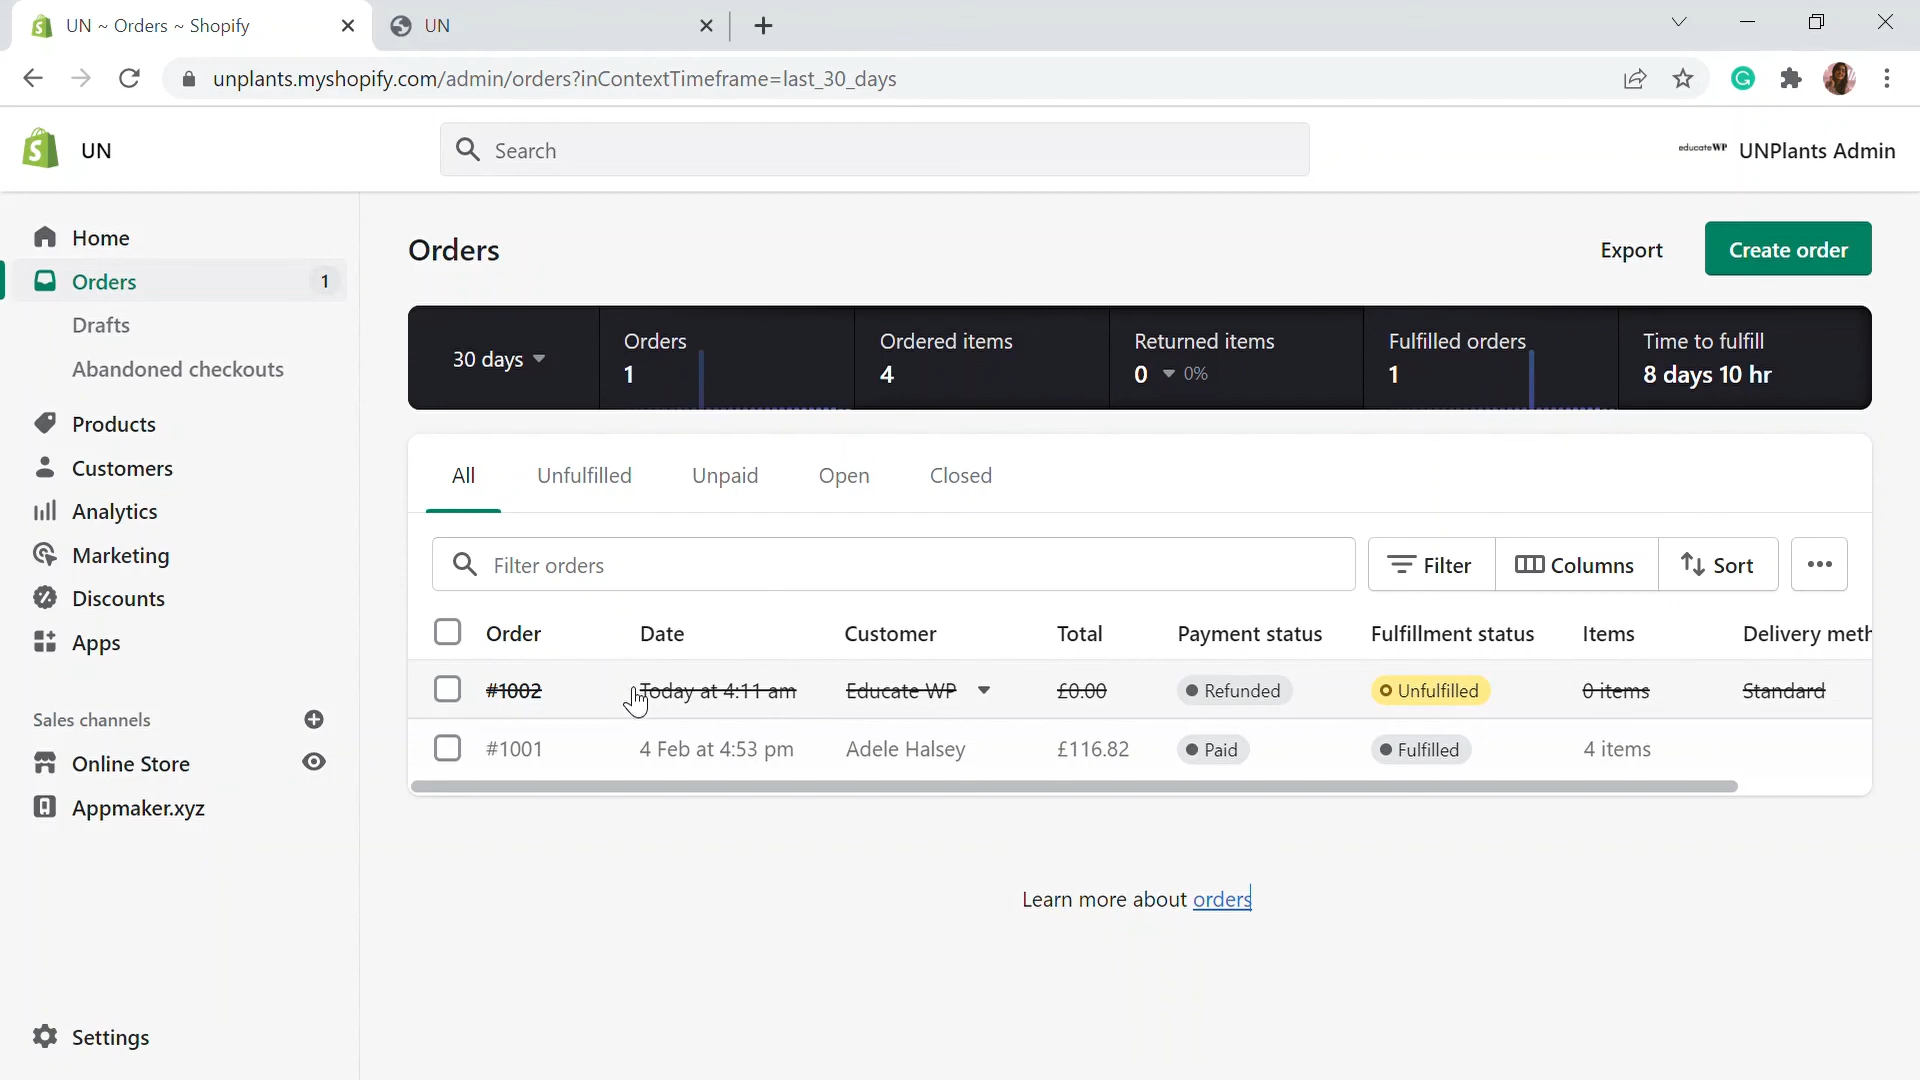 UN ~ Orders ~ Shopify
UN
unplants.myshopify.com/admin/orders?inContextTimeframe=last_30_days
UN
Search
educateWP UNPlants Admin
Home
Orders 1
Drafts
Abandoned checkouts
Products
Customers
Analytics
Marketing
Discounts
Apps
Sales channels
Online Store
Appmaker.xyz
Settings
Orders
Export
Create order
30 days
Orders
1
Ordered items
4
Returned items
0 0%
Fulfilled orders
1
Time to fulfill
8 days 10 hr
All Unfulfilled Unpaid Open Closed
Filter orders
Filter Columns Sort
Order Date Customer Total Payment status Fulfillment status Items Delivery meth
#1002 Today at 4:11 am Educate WP £0.00 Refunded Unfulfilled 0 items Standard
#1001 4 Feb at 4:53 pm Adele Halsey £116.82 Paid Fulfilled 4 items
Learn more about orders